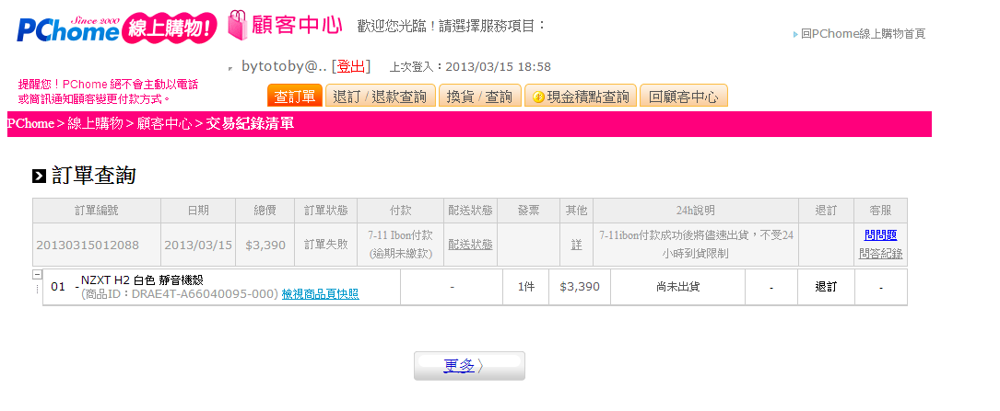 PChome Since 2000 線上購物! 顧客中心 歡迎您光臨！請選擇服務項目：
回PChome線上購物首頁
bytotoby@.. [登出] 上次登入：2013/03/15 18:58
提醒您！PChome 絕不會主動以電話
或簡訊通知顧客變更付款方式。
查訂單 退訂 / 退款查詢 換貨 / 查詢 現金積點查詢 回顧客中心
PChome > 線上購物 > 顧客中心 > 交易紀錄清單
訂單查詢
訂單編號 日期 總價 訂單狀態 付款 配送狀態 發票 其他 24h說明 退訂 客服
20130315012088 2013/03/15 $3,390 訂單失敗 7-11 Ibon付款 (逾期未繳款) 配送狀態 詳 7-11ibon付款成功後將儘速出貨，不受24小時到貨限制 問問題 問答紀錄
01 - NZXT H2 白色 靜音機殼 - 1件 $3,390 尚未出貨 - 退訂 -
(商品ID：DRAE4T-A66040095-000) 檢視商品頁快照
更多〉